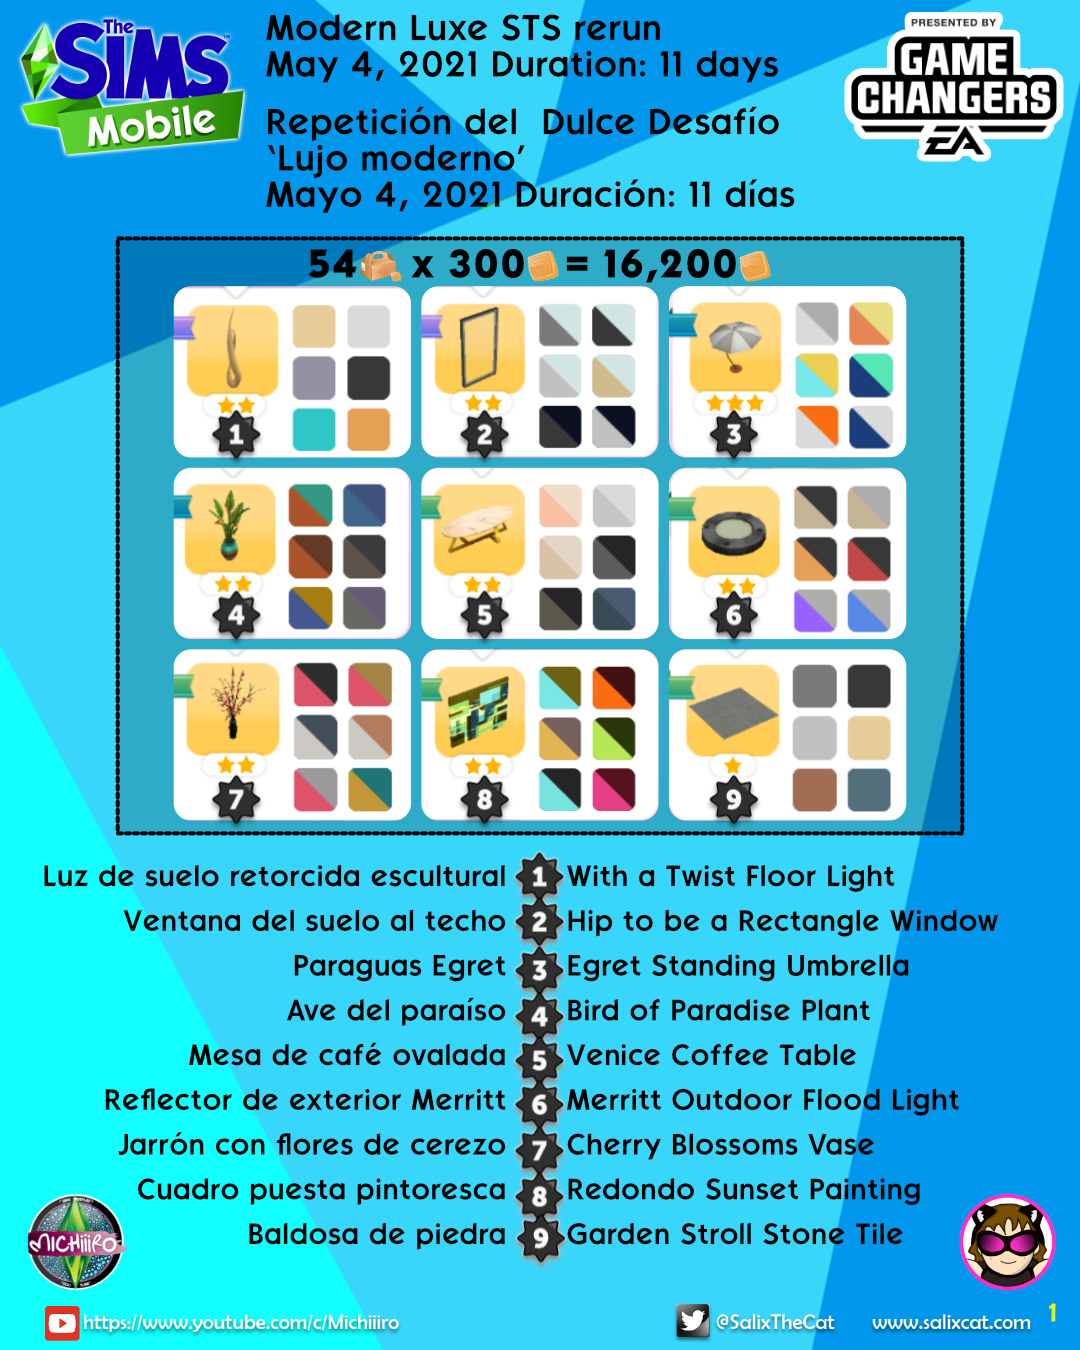 The
SIMS
Mobile
Modern Luxe STS rerun
May 4, 2021 Duration: 11 days
Repetición del Dulce Desafío
‘Lujo moderno’
Mayo 4, 2021 Duración: 11 días
PRESENTED BY
GAME
CHANGERS
EA
54 x 300 = 16,200
1
2
3
4
5
6
7
8
9
Luz de suelo retorcida escultural 1 With a Twist Floor Light
Ventana del suelo al techo 2 Hip to be a Rectangle Window
Paraguas Egret 3 Egret Standing Umbrella
Ave del paraíso 4 Bird of Paradise Plant
Mesa de café ovalada 5 Venice Coffee Table
Reflector de exterior Merritt 6 Merritt Outdoor Flood Light
Jarrón con flores de cerezo 7 Cherry Blossoms Vase
Cuadro puesta pintoresca 8 Redondo Sunset Painting
Baldosa de piedra 9 Garden Stroll Stone Tile
MICHIIIRO
https://www.youtube.com/c/Michiiiro
@SalixTheCat
www.salixcat.com
1